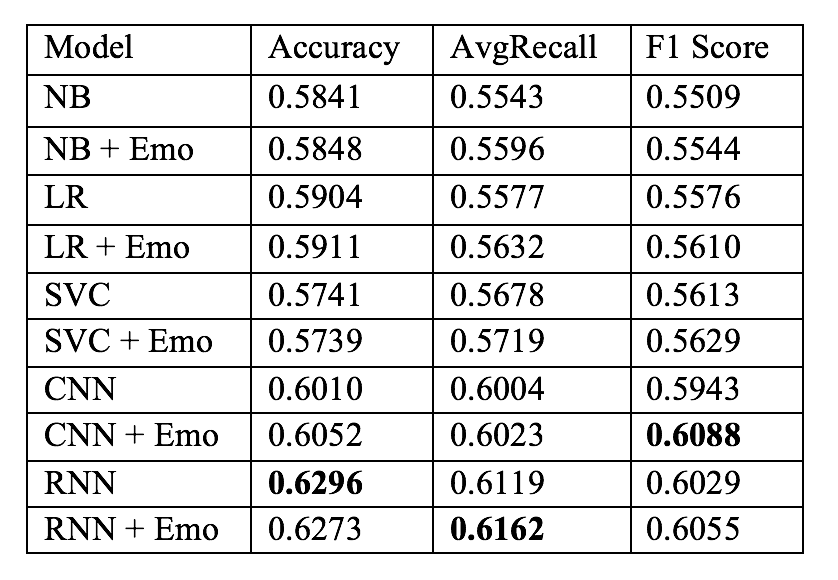 Model Accuracy AvgRecall F1 Score
NB 0.5841 0.5543 0.5509
NB + Emo 0.5848 0.5596 0.5544
LR 0.5904 0.5577 0.5576
LR + Emo 0.5911 0.5632 0.5610
SVC 0.5741 0.5678 0.5613
SVC + Emo 0.5739 0.5719 0.5629
CNN 0.6010 0.6004 0.5943
CNN + Emo 0.6052 0.6023 0.6088
RNN 0.6296 0.6119 0.6029
RNN + Emo 0.6273 0.6162 0.6055